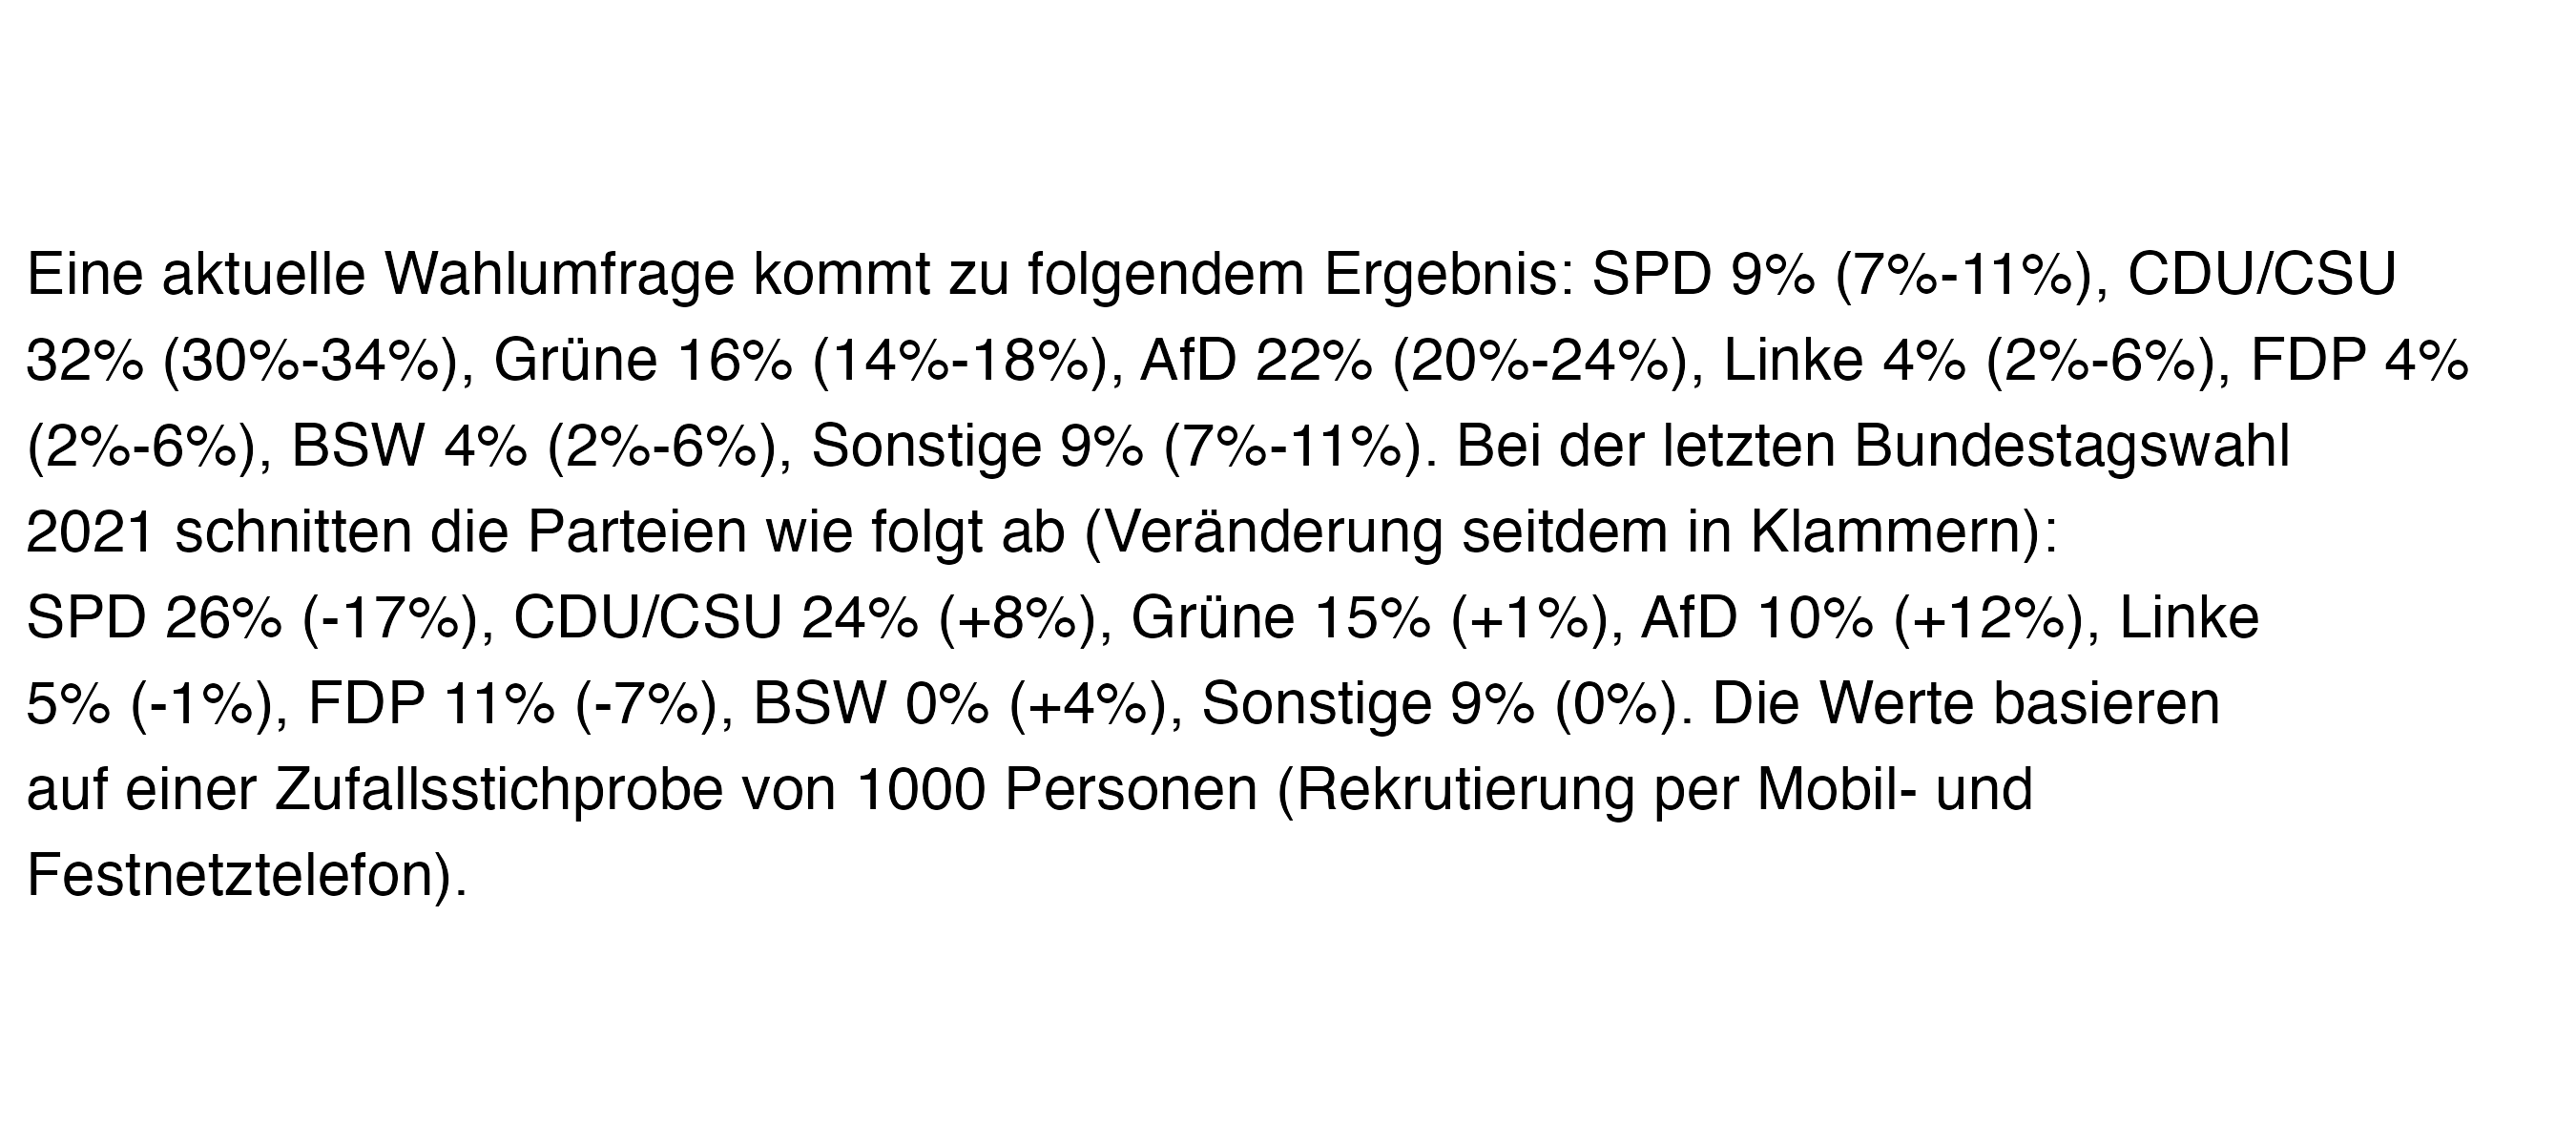 Eine aktuelle Wahlumfrage kommt zu folgendem Ergebnis: SPD 9% (7%-11%), CDU/CSU
32% (30%-34%), Grüne 16% (14%-18%), AfD 22% (20%-24%), Linke 4% (2%-6%), FDP 4%
(2%-6%), BSW 4% (2%-6%), Sonstige 9% (7%-11%). Bei der letzten Bundestagswahl
2021 schnitten die Parteien wie folgt ab (Veränderung seitdem in Klammern):
SPD 26% (-17%), CDU/CSU 24% (+8%), Grüne 15% (+1%), AfD 10% (+12%), Linke
5% (-1%), FDP 11% (-7%), BSW 0% (+4%), Sonstige 9% (0%). Die Werte basieren
auf einer Zufallsstichprobe von 1000 Personen (Rekrutierung per Mobil- und
Festnetztelefon).